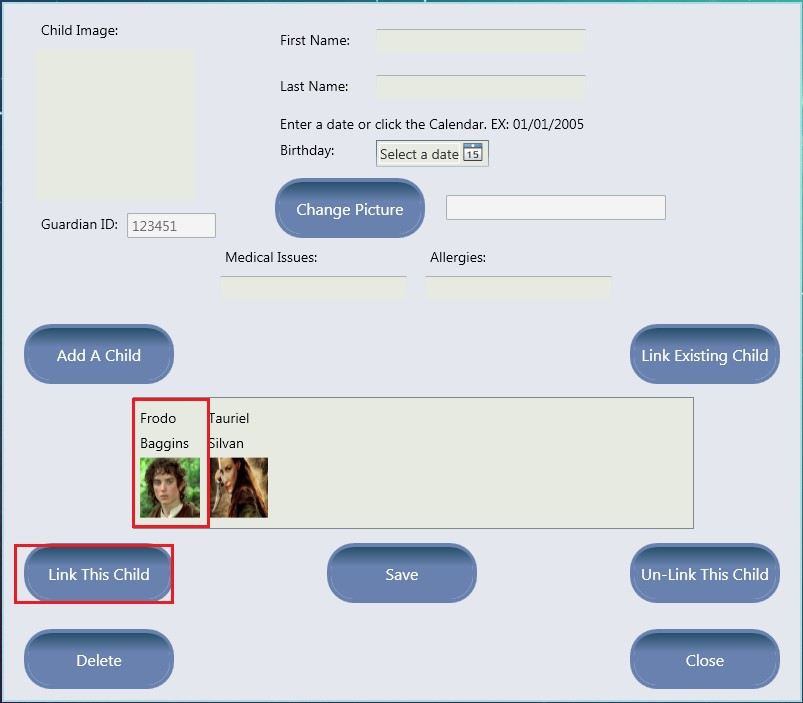 Child Image:
First Name:
Last Name:
Enter a date or click the Calendar. EX: 01/01/2005
Birthday:
Select a date 15
Change Picture
Guardian ID: 123451
Medical Issues:
Allergies:
Add A Child
Link Existing Child
Frodo
Baggins
Tauriel
Silvan
Link This Child
Save
Un-Link This Child
Delete
Close